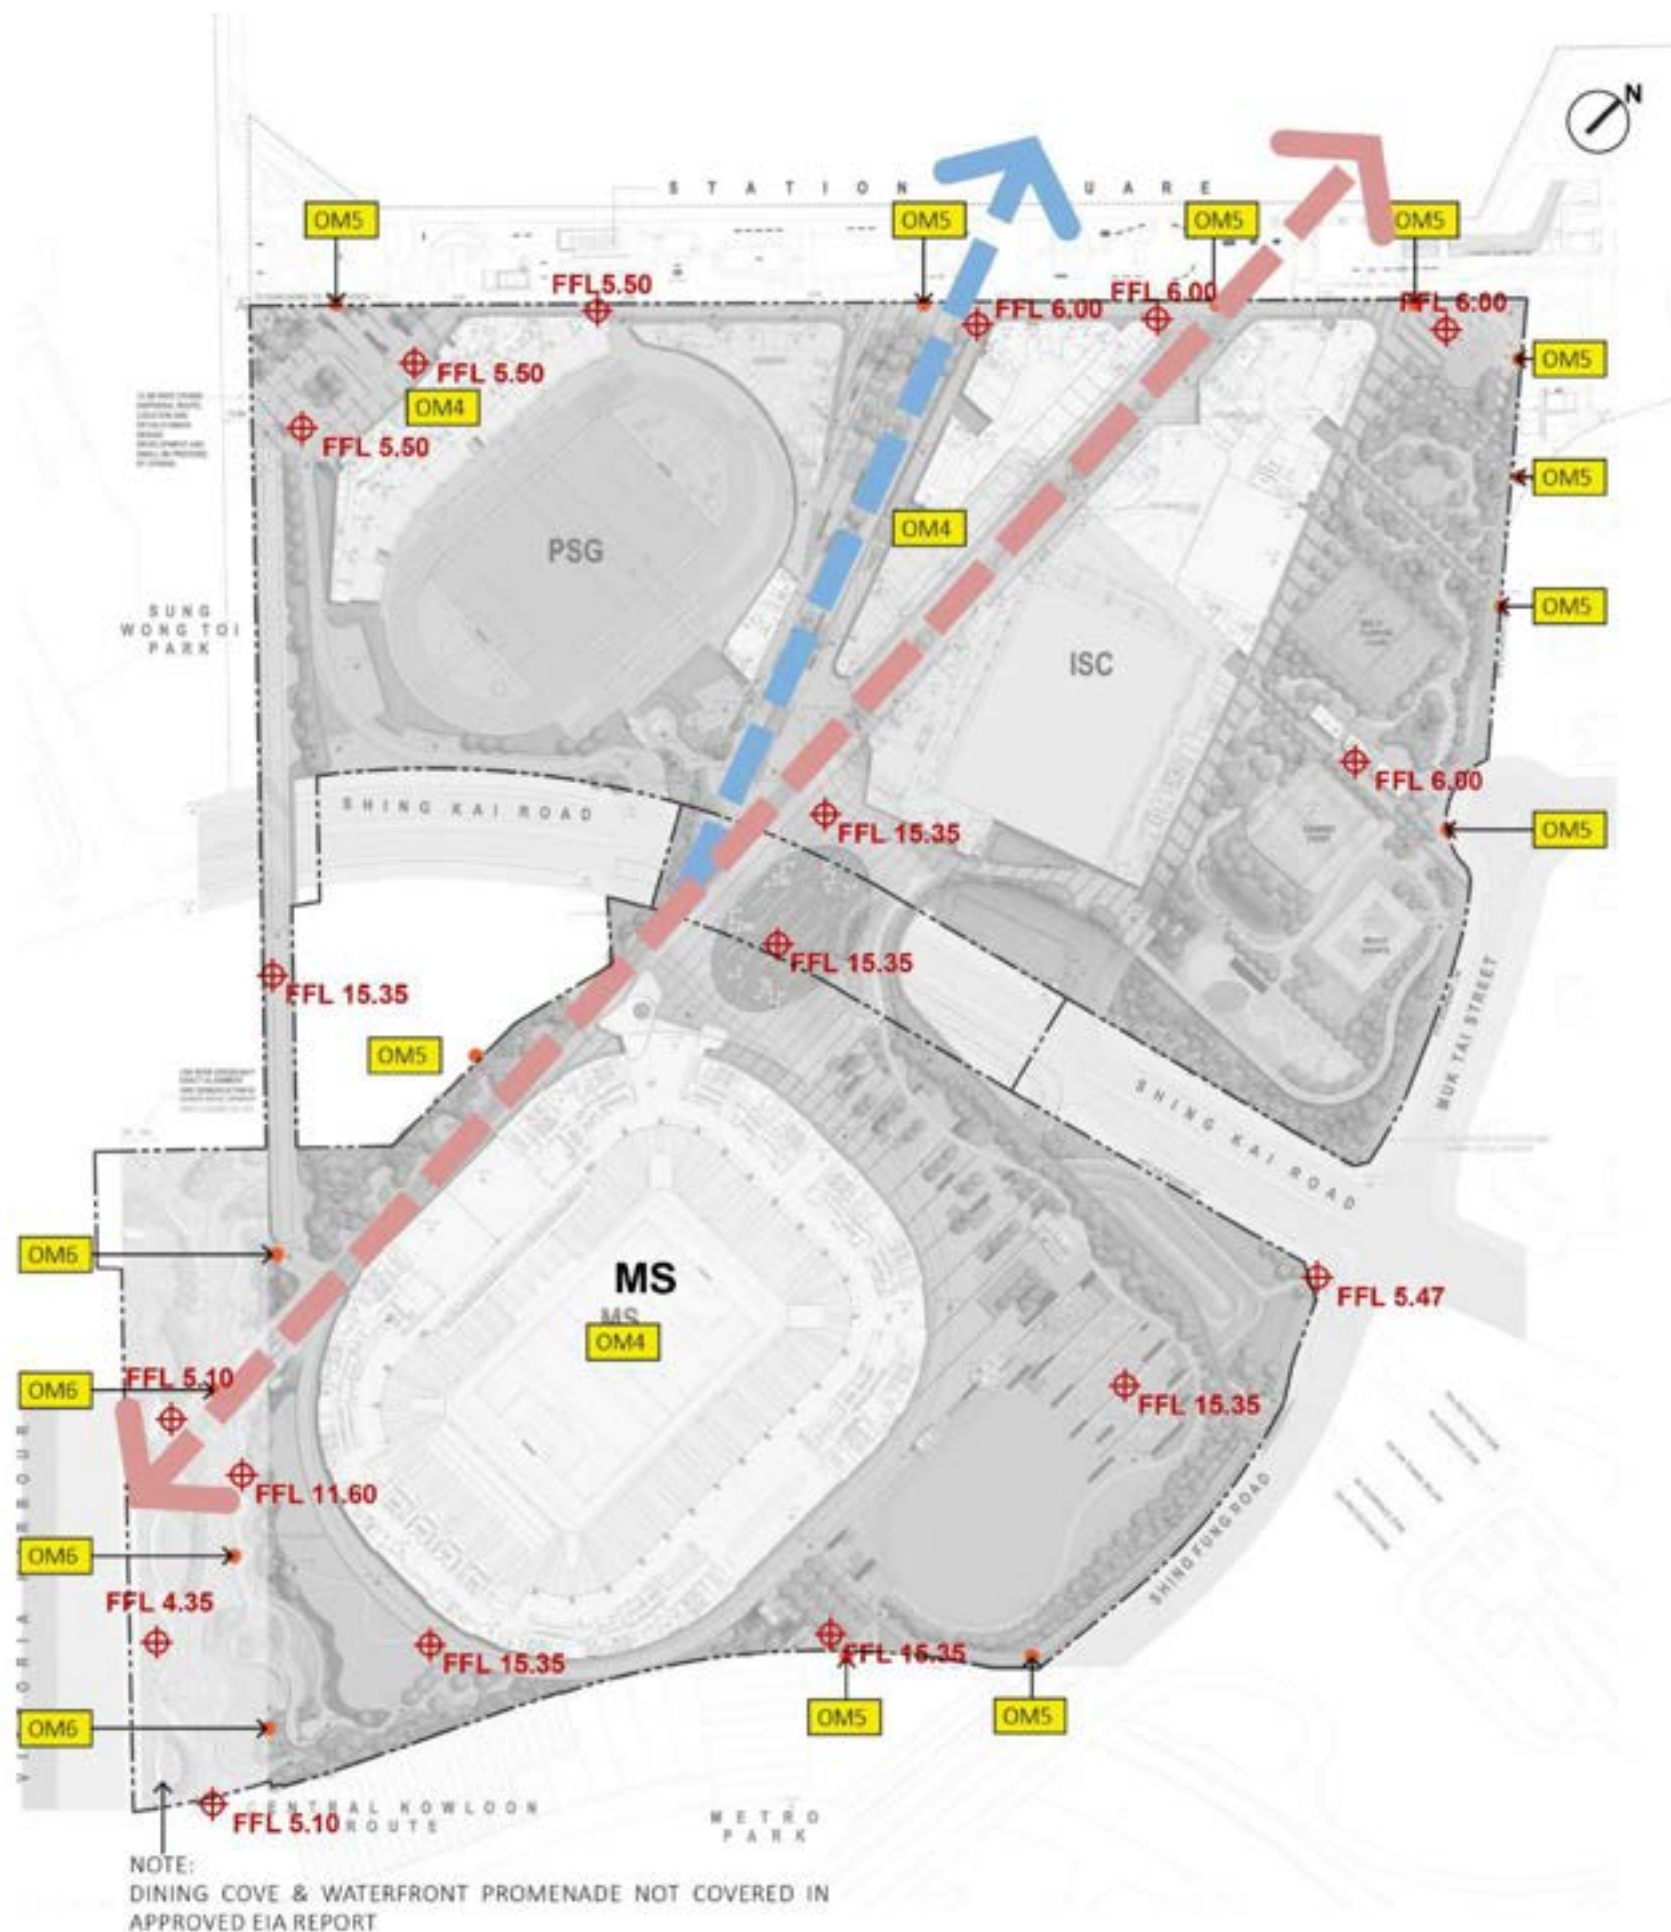 N
STATION UARE
OM5
OM5
OM5
OM5
FFL5.50
FFL 6.00
FFL 6.00
FFL 6.00
OM5
FFL 5.50
OM4
FFL 5.50
OM5
OM4
PSG
OM5
SUNG
WONG TOI
PARK
ISC
FFL 6.00
SHING KAI ROAD
FFL 15.35
OM5
FFL 15.35
FFL 15.35
OM5
MUK TAI STREET
SHING KAI ROAD
OM6
MS
MS
OM4
FFL 5.47
OM6
FFL 5.10
FFL 15.35
FFL 11.60
OM6
SHING FUNG ROAD
FFL 4.35
FFL 15.35
FFL 15.35
OM6
OM5
OM5
CENTRAL KOWLOON
ROUTE
FFL 5.10
METRO
PARK
NOTE:
DINING COVE & WATERFRONT PROMENADE NOT COVERED IN
APPROVED EIA REPORT